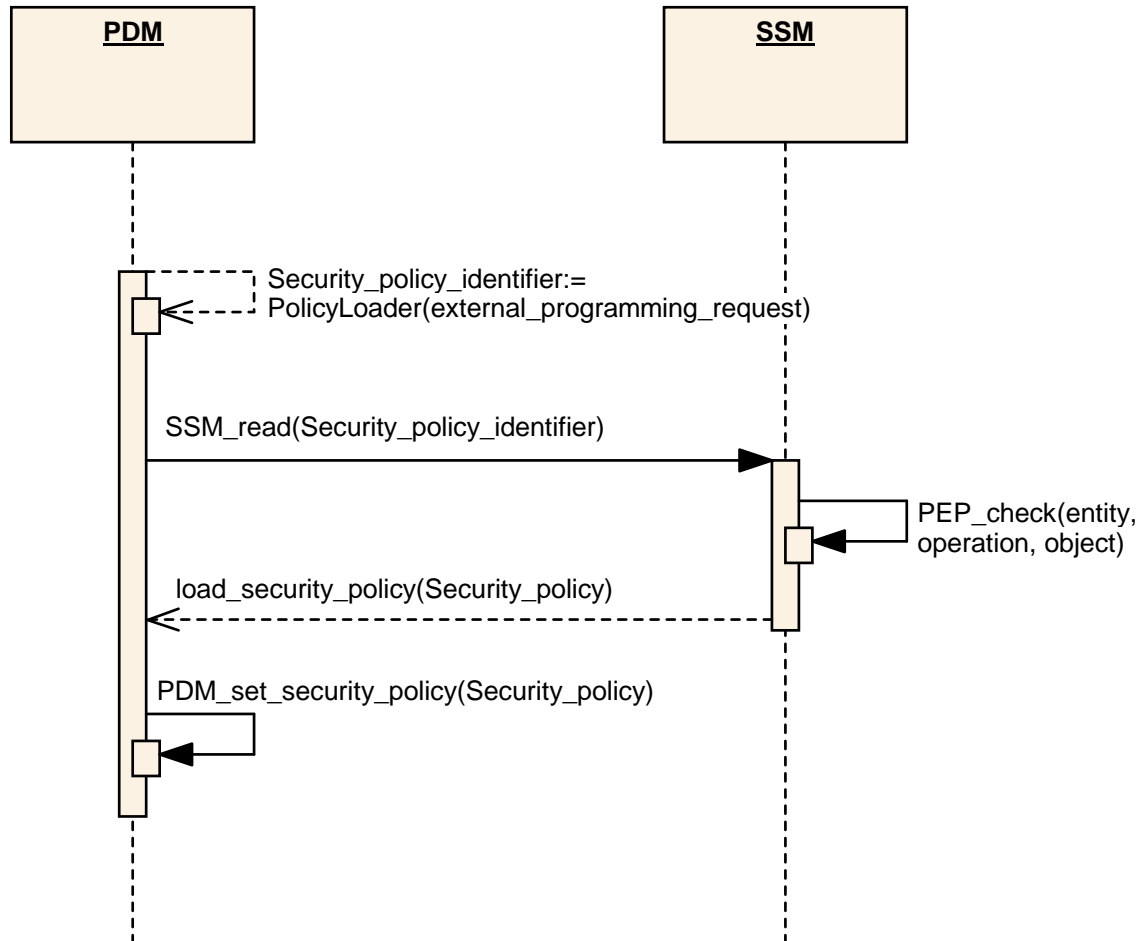 PDM
SSM
Security_policy_identifier:=
PolicyLoader(external_programming_request)
SSM_read(Security_policy_identifier)
PEP_check(entity,
operation, object)
load_security_policy(Security_policy)
PDM_set_security_policy(Security_policy)